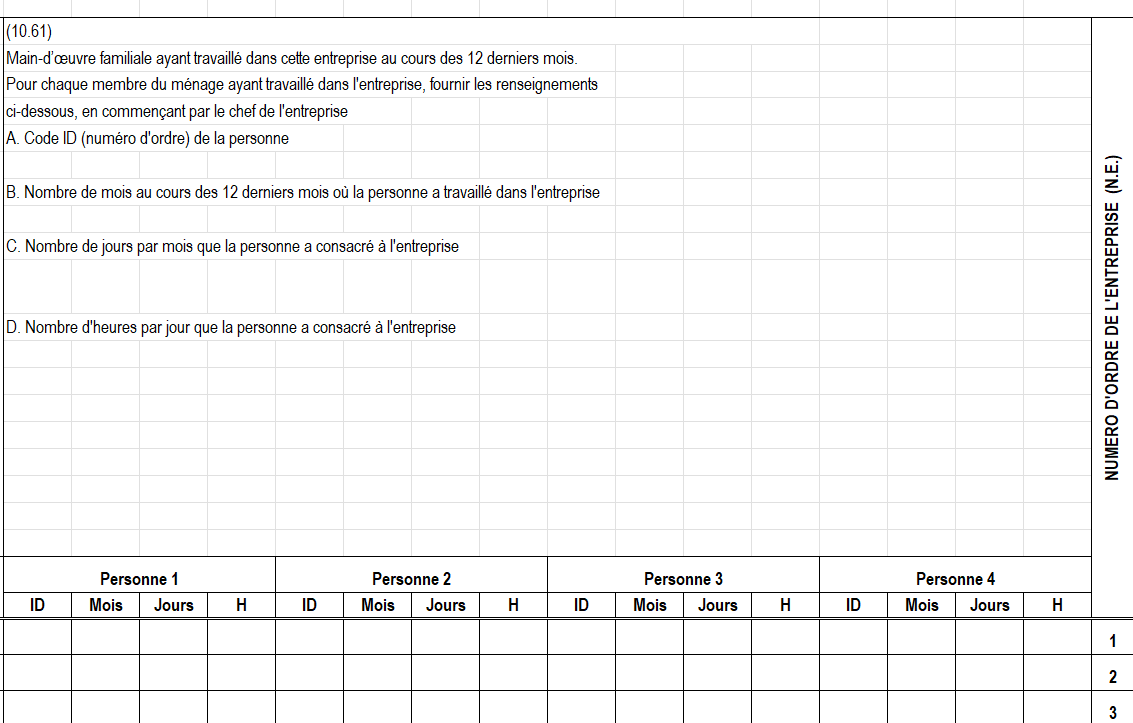 (10.61)
Main-d'œuvre familiale ayant travaillé dans cette entreprise au cours des 12 derniers mois.
Pour chaque membre du ménage ayant travaillé dans l'entreprise, fournir les renseignements
ci-dessous, en commençant par le chef de l'entreprise
A. Code ID (numéro d'ordre) de la personne
B. Nombre de mois au cours des 12 derniers mois où la personne a travaillé dans l'entreprise
C. Nombre de jours par mois que la personne a consacré à l'entreprise
D. Nombre d'heures par jour que la personne a consacré à l'entreprise
NUMERO D'ORDRE DE L'ENTREPRISE (N.E.)
Personne 1 Personne 2 Personne 3 Personne 4
ID Mois Jours H ID Mois Jours H ID Mois Jours H ID Mois Jours H
1
2
3